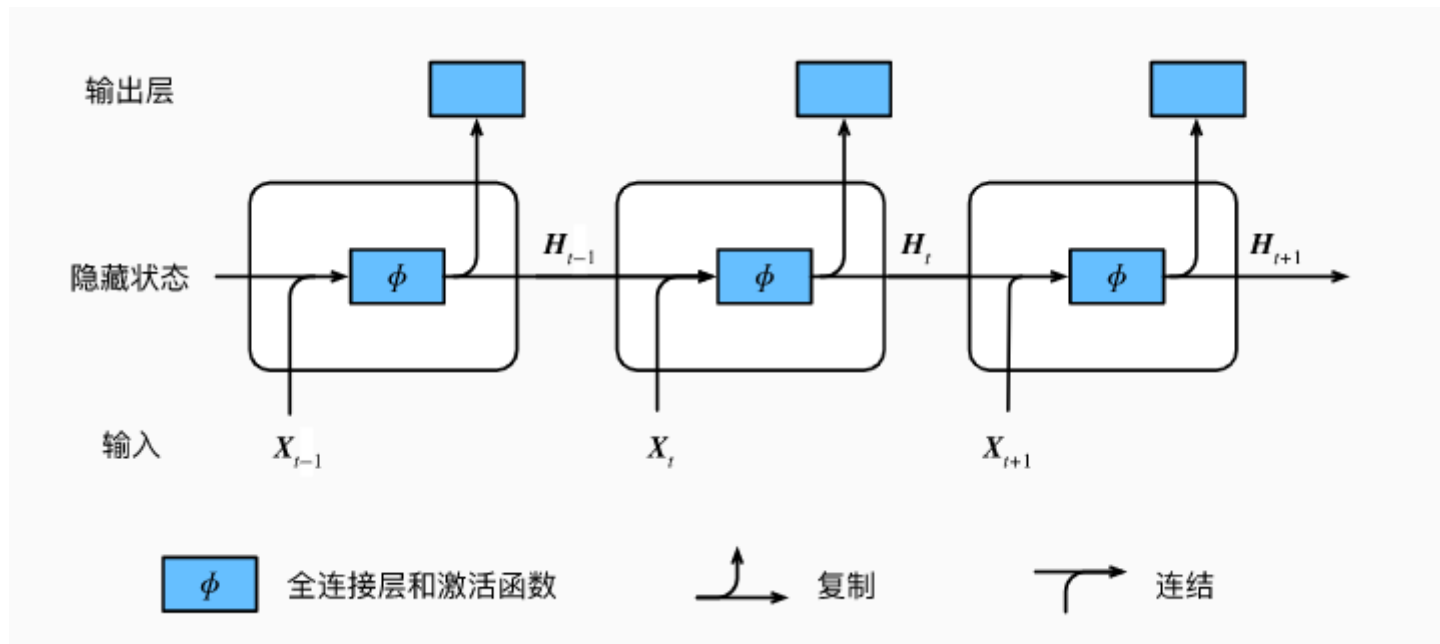 输出层
隐藏状态 ϕ H_{t-1} ϕ H_t ϕ H_{t+1}
输入 X_{t-1} X_t X_{t+1}
ϕ 全连接层和激活函数 复制 连结